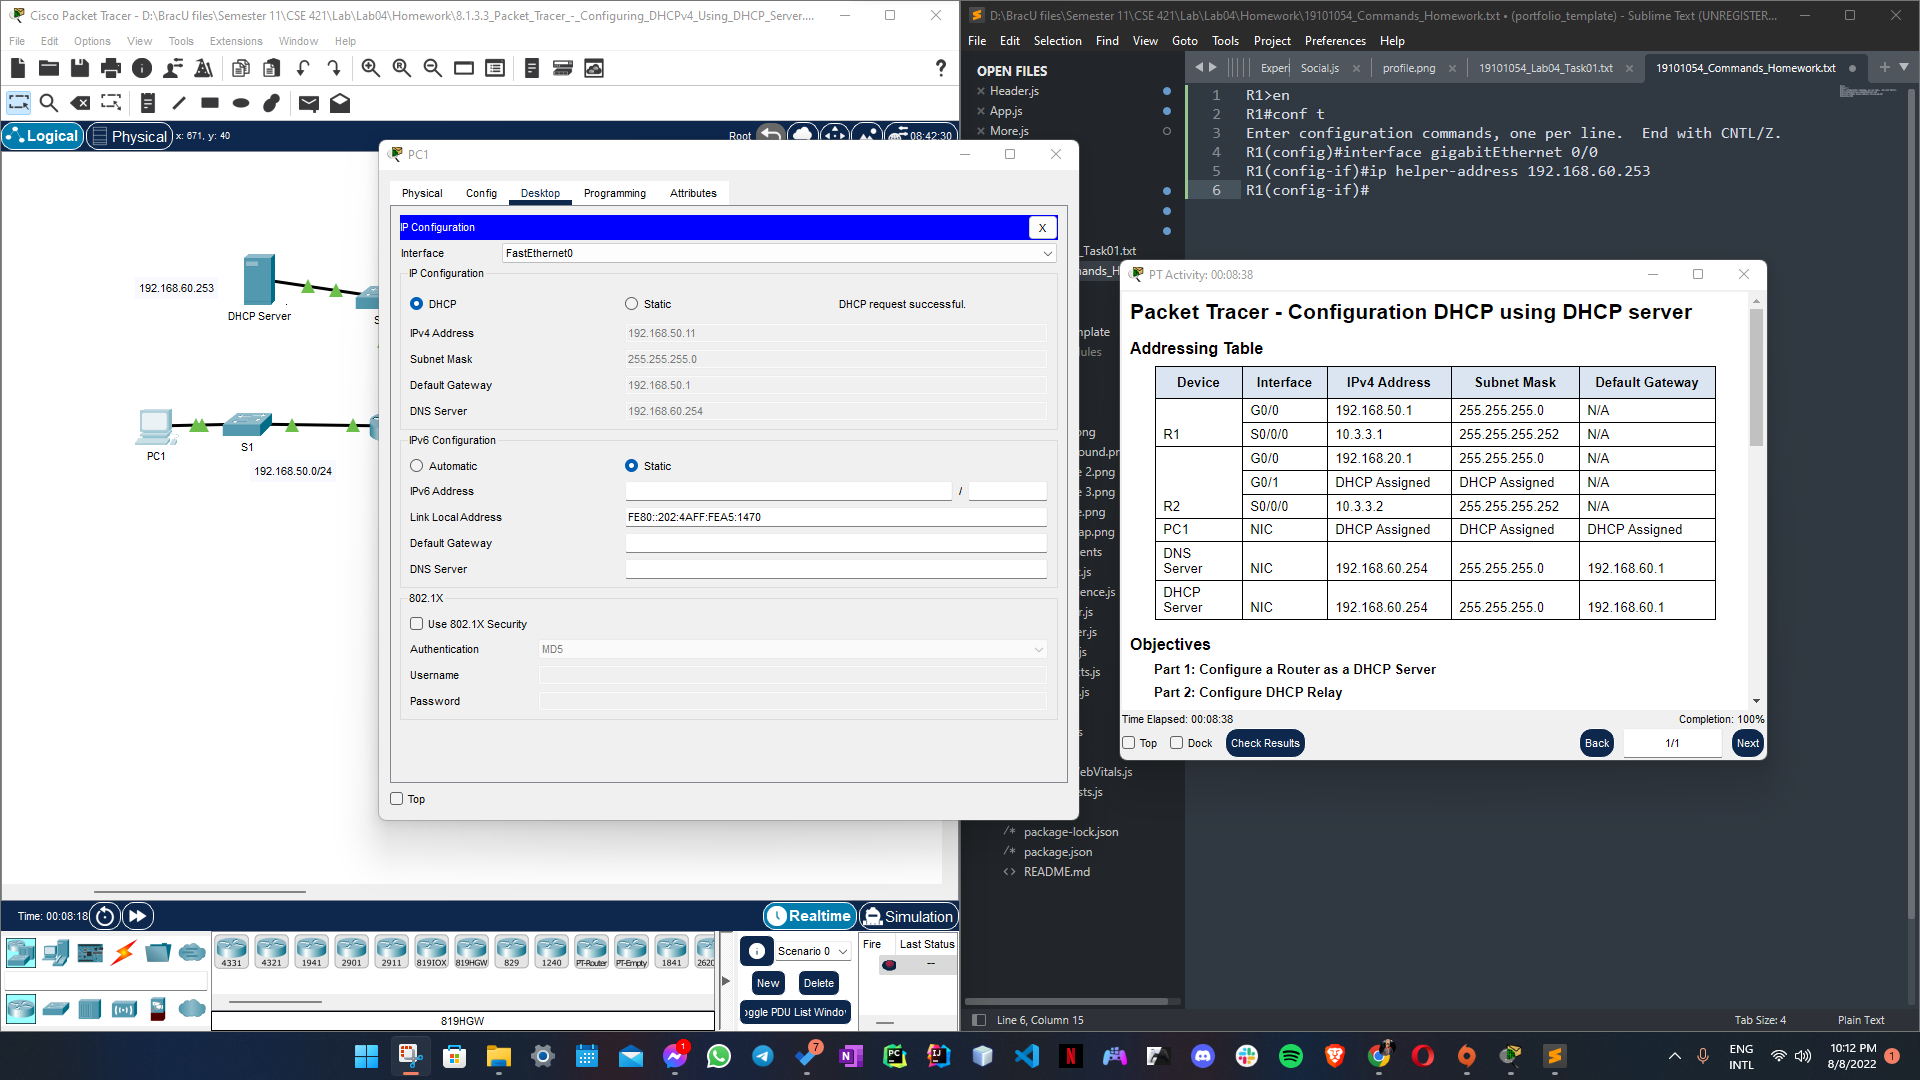 Cisco Packet Tracer - D:\BracU files\Semester 11\CSE 421\Lab\Lab04\Homework\8.1.3.3_Packet_Tracer_-_Configuring_DHCPv4_Using_DHCP_Server....
File Edit Options View Tools Extensions Window Help
Logical Physical x: 671, y: 40 Root 08:42:30
192.168.60.253
DHCP Server
PC1
S1
192.168.50.0/24
PC1
Physical Config Desktop Programming Attributes
IP Configuration X
Interface FastEthernet0
IP Configuration
DHCP Static DHCP request successful.
IPv4 Address 192.168.50.11
Subnet Mask 255.255.255.0
Default Gateway 192.168.50.1
DNS Server 192.168.60.254
IPv6 Configuration
Automatic Static
IPv6 Address /
Link Local Address FE80::202:4AFF:FEA5:1470
Default Gateway
DNS Server
802.1X
Use 802.1X Security
Authentication MD5
Username
Password
Top
Time: 00:08:18 Realtime Simulation
4331 4321 1941 2901 2911 819IOX 819HGW 829 1240 PT-Router PT-Empty 1841 2620
819HGW
Scenario 0
New Delete
oggle PDU List Windo
Fire Last Status
--
D:\BracU files\Semester 11\CSE 421\Lab\Lab04\Homework\19101054_Commands_Homework.txt • (portfolio_template) - Sublime Text (UNREGISTER...
File Edit Selection Find View Goto Tools Project Preferences Help
OPEN FILES
Header.js
App.js
More.js
_Task01.txt
ands_H
mplate
ules
ng
ound.pr
e 2.png
e 3.png
e.png
ap.png
ents
t.js
ence.js
r.js
er.js
js
cts.js
.js
s
ebVitals.js
sts.js
package-lock.json
package.json
README.md
Experi Social.js profile.png 19101054_Lab04_Task01.txt 19101054_Commands_Homework.txt
1 R1>en
2 R1#conf t
3 Enter configuration commands, one per line.  End with CNTL/Z.
4 R1(config)#interface gigabitEthernet 0/0
5 R1(config-if)#ip helper-address 192.168.60.253
6 R1(config-if)#
PT Activity: 00:08:38
Packet Tracer - Configuration DHCP using DHCP server
Addressing Table
Device Interface IPv4 Address Subnet Mask Default Gateway
R1 G0/0 192.168.50.1 255.255.255.0 N/A
S0/0/0 10.3.3.1 255.255.255.252 N/A
R2 G0/0 192.168.20.1 255.255.255.0 N/A
G0/1 DHCP Assigned DHCP Assigned N/A
S0/0/0 10.3.3.2 255.255.255.252 N/A
PC1 NIC DHCP Assigned DHCP Assigned DHCP Assigned
DNS Server NIC 192.168.60.254 255.255.255.0 192.168.60.1
DHCP Server NIC 192.168.60.254 255.255.255.0 192.168.60.1
Objectives
Part 1: Configure a Router as a DHCP Server
Part 2: Configure DHCP Relay
Time Elapsed: 00:08:38 Completion: 100%
Top Dock Check Results Back 1/1 Next
Line 6, Column 15 Tab Size: 4 Plain Text
ENG
INTL
10:12 PM
8/8/2022
1